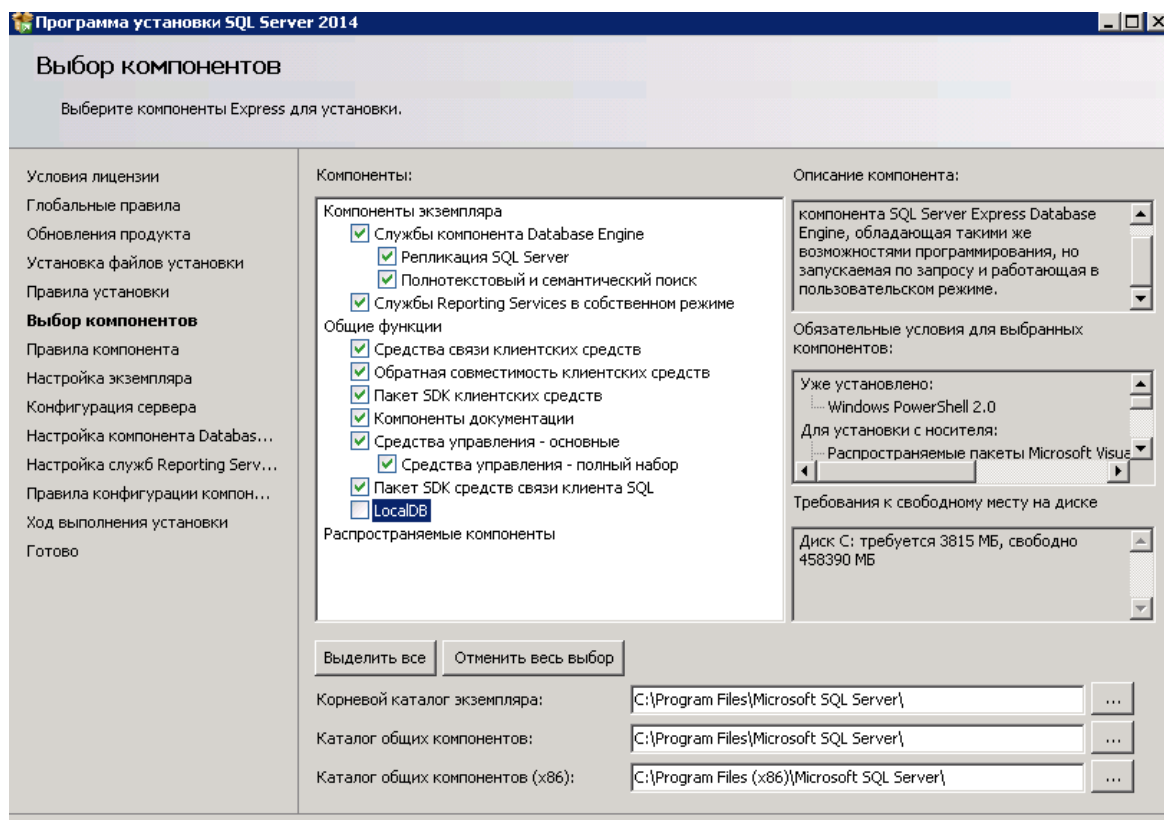 Программа установки SQL Server 2014
Выбор компонентов
Выберите компоненты Express для установки.
Условия лицензии
Глобальные правила
Обновления продукта
Установка файлов установки
Правила установки
Выбор компонентов
Правила компонента
Настройка экземпляра
Конфигурация сервера
Настройка компонента Databas...
Настройка служб Reporting Serv...
Правила конфигурации компон...
Ход выполнения установки
Готово
Компоненты:
Компоненты экземпляра
Службы компонента Database Engine
Репликация SQL Server
Полнотекстовый и семантический поиск
Службы Reporting Services в собственном режиме
Общие функции
Средства связи клиентских средств
Обратная совместимость клиентских средств
Пакет SDK клиентских средств
Компоненты документации
Средства управления - основные
Средства управления - полный набор
Пакет SDK средств связи клиента SQL
LocalDB
Распространяемые компоненты
Описание компонента:
компонента SQL Server Express Database
Engine, обладающая такими же
возможностями программирования, но
запускаемая по запросу и работающая в
пользовательском режиме.
Обязательные условия для выбранных
компонентов:
Уже установлено:
Windows PowerShell 2.0
Для установки с носителя:
Распространяемые пакеты Microsoft Visua
Требования к свободному месту на диске
Диск C: требуется 3815 МБ, свободно
458390 МБ
Выделить все
Отменить весь выбор
Корневой каталог экземпляра:
C:\Program Files\Microsoft SQL Server\
...
Каталог общих компонентов:
C:\Program Files\Microsoft SQL Server\
...
Каталог общих компонентов (x86):
C:\Program Files (x86)\Microsoft SQL Server\
...